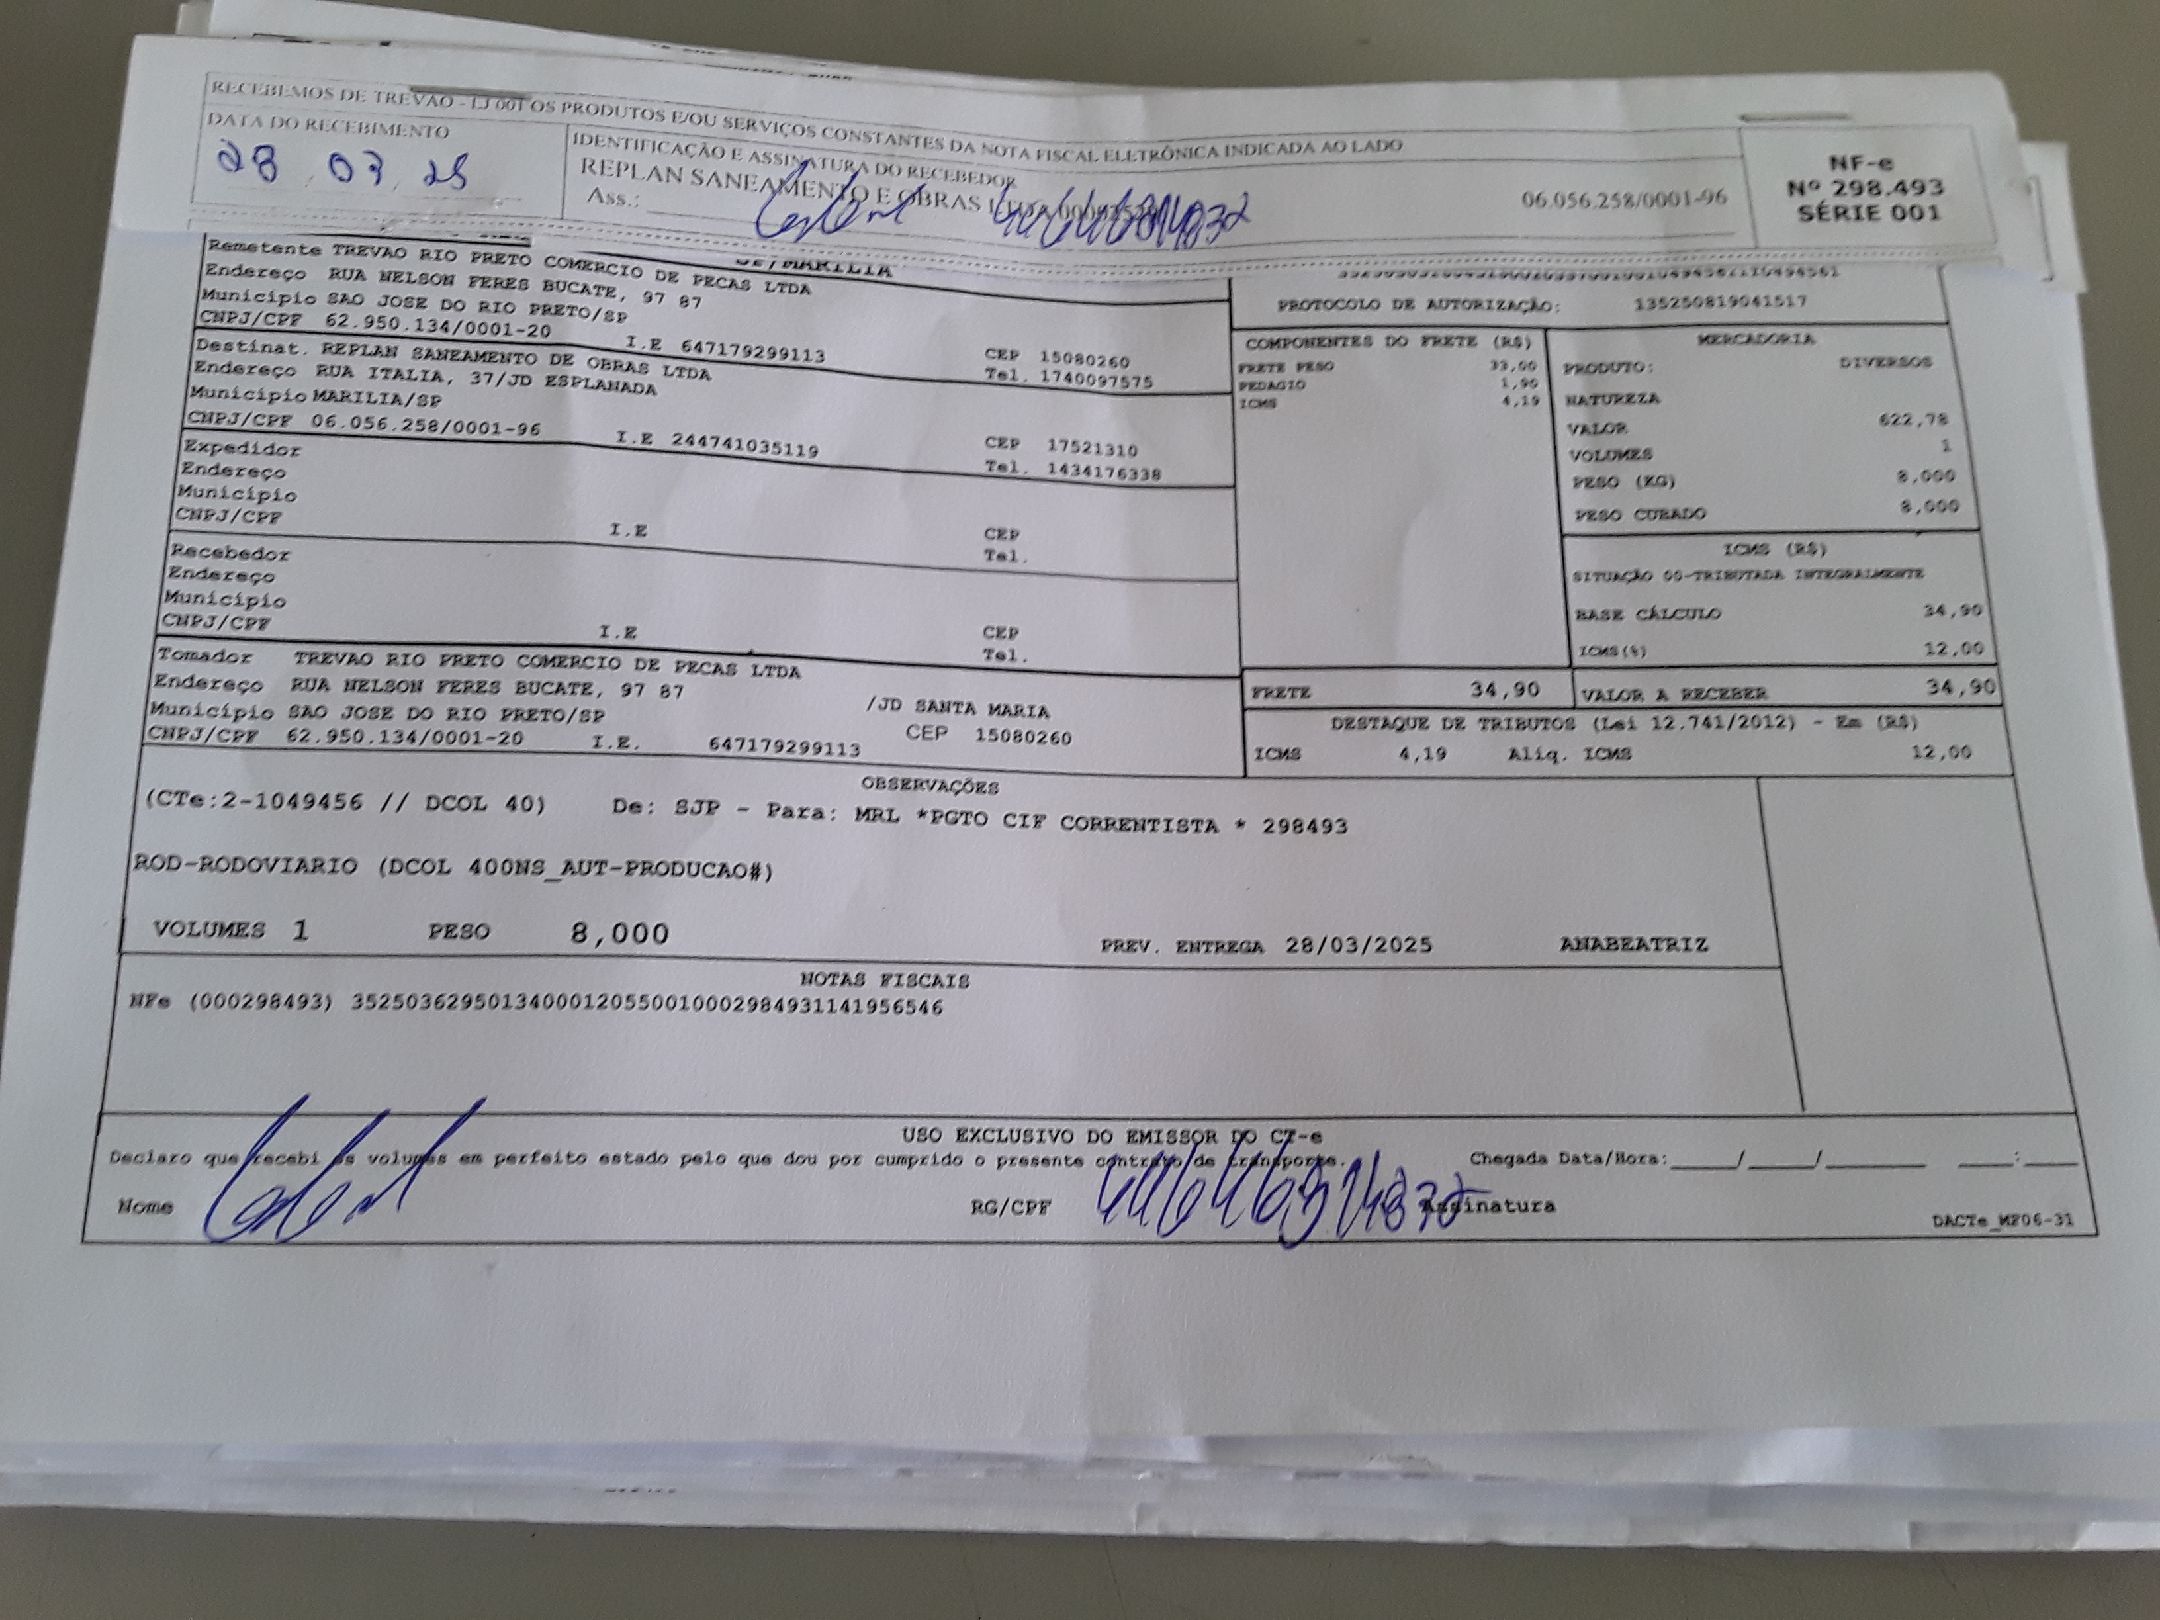 RECEBEMOS DE TREVAO - LJ 001 OS PRODUTOS E/OU SERVIÇOS CONSTANTES DA NOTA FISCAL ELETRÔNICA INDICADA AO LADO
DATA DO RECEBIMENTO
28 03 25
IDENTIFICAÇÃO E ASSINATURA DO RECEBEDOR
REPLAN SANEAMENTO E OBRAS LTDA
06.056.258/0001-96
Ass.:
NF-e
Nº 298.493
SÉRIE 001
SP/MARILIA
Remetente TREVAO RIO PRETO COMERCIO DE PECAS LTDA
Endereço RUA NELSON FERES BUCATE, 97 87
Município SAO JOSE DO RIO PRETO/SP
CNPJ/CPF 62.950.134/0001-20 I.E 647179299113
CEP 15080260
Tel. 1740097575
Destinat. REPLAN SANEAMENTO DE OBRAS LTDA
Endereço RUA ITALIA, 37/JD ESPLANADA
Município MARILIA/SP
CNPJ/CPF 06.056.258/0001-96 I.E 244741035119
CEP 17521310
Tel. 1434176338
Expedidor
Endereço
Município
CNPJ/CPF I.E
CEP
Tel.
Recebedor
Endereço
Município
CNPJ/CPF I.E
CEP
Tel.
Tomador TREVAO RIO PRETO COMERCIO DE PECAS LTDA
Endereço RUA NELSON FERES BUCATE, 97 87 /JD SANTA MARIA
Município SAO JOSE DO RIO PRETO/SP CEP 15080260
CNPJ/CPF 62.950.134/0001-20 I.E. 647179299113
PROTOCOLO DE AUTORIZAÇÃO: 135250819041517
COMPONENTES DO FRETE (R$)
FRETE PESO 33,00
PEDAGIO 1,90
ICMS 4,19
MERCADORIA
PRODUTO: DIVERSOS
NATUREZA
VALOR 622,78
VOLUMES 1
PESO (KG) 8,000
PESO CUBADO 8,000
ICMS (R$)
SITUAÇÃO 00-TRIBUTADA INTEGRALMENTE
BASE CÁLCULO 34,90
ICMS(%) 12,00
FRETE 34,90
VALOR A RECEBER 34,90
DESTAQUE DE TRIBUTOS (Lei 12.741/2012) - Em (R$)
ICMS 4,19 Aliq. ICMS 12,00
OBSERVAÇÕES
(CTe:2-1049456 // DCOL 40) De: SJP - Para: MRL *PGTO CIF CORRENTISTA * 298493
ROD-RODOVIARIO (DCOL 400NS_AUT-PRODUCAO#)
VOLUMES 1 PESO 8,000 PREV. ENTREGA 28/03/2025 ANABEATRIZ
NOTAS FISCAIS
NFe (000298493) 35250362950134000120550010002984931141956546
USO EXCLUSIVO DO EMISSOR DO CT-e
Declaro que recebi os volumes em perfeito estado pelo que dou por cumprido o presente contrato de transporte. Chegada Data/Hora:_____/_____/_______ ____:____
Nome RG/CPF Assinatura
DACTe_MF06-31